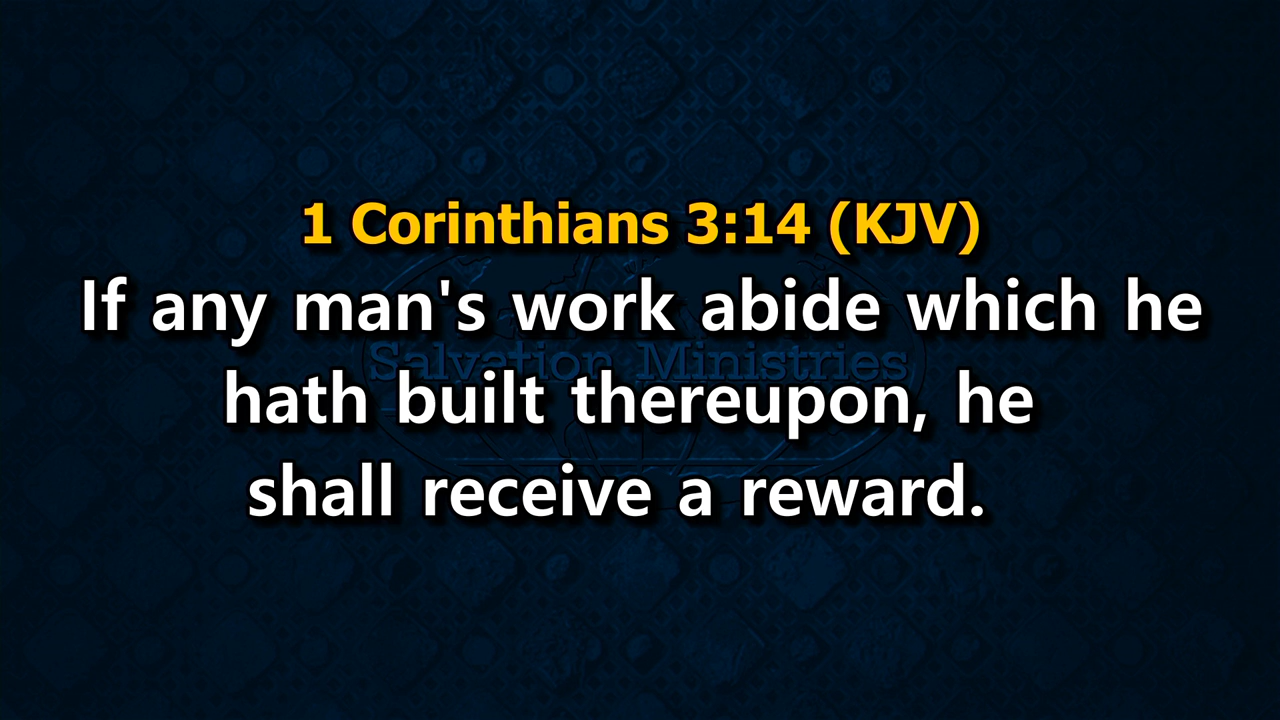 1 Corinthians 3:14 (KJV)
If any man's work abide which he
Salvation Ministries
hath built thereupon, he
shall receive a reward.